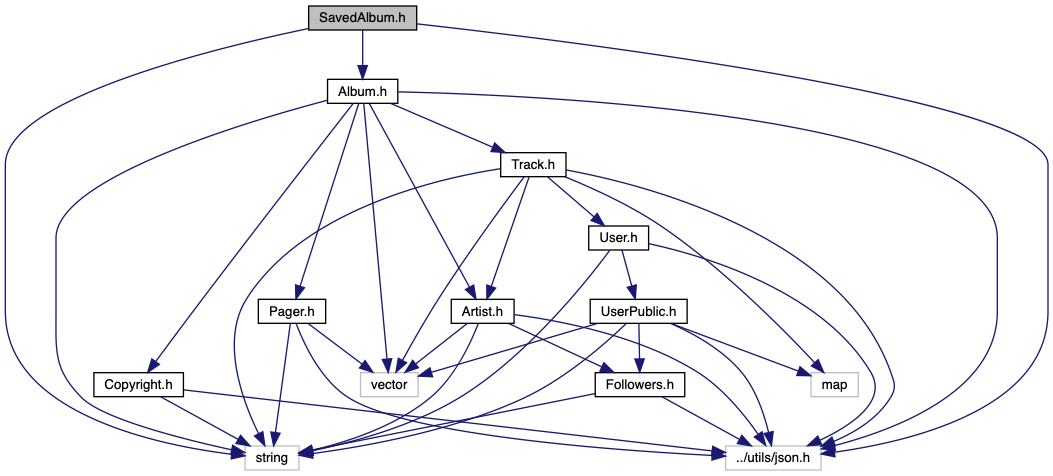 SavedAlbum.h
Album.h
Track.h
User.h
Pager.h
Artist.h
UserPublic.h
Copyright.h
vector
Followers.h
map
string
../utils/json.h